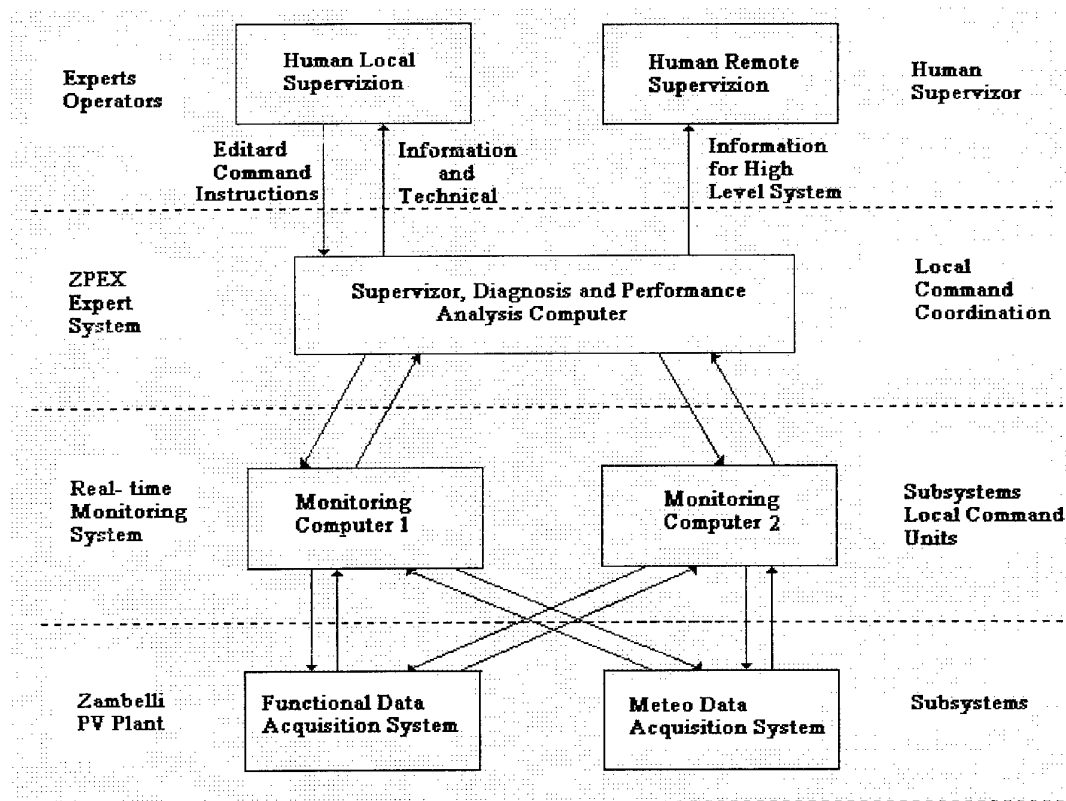 Experts
Operators
Human Local
Supervizion
Human Remote
Supervizion
Human
Supervizor
Editard
Command
Instructions
Information
and
Technical
Information
for High
Level System
ZPEX
Expert
System
Supervizor, Diagnosis and Performance
Analysis Computer
Local
Command
Coordination
Real- time
Monitoring
System
Monitoring
Computer 1
Monitoring
Computer 2
Subsystems
Local Command
Units
Zambelli
PV Plant
Functional Data
Acquisition System
Meteo Data
Acquisition System
Subsystems